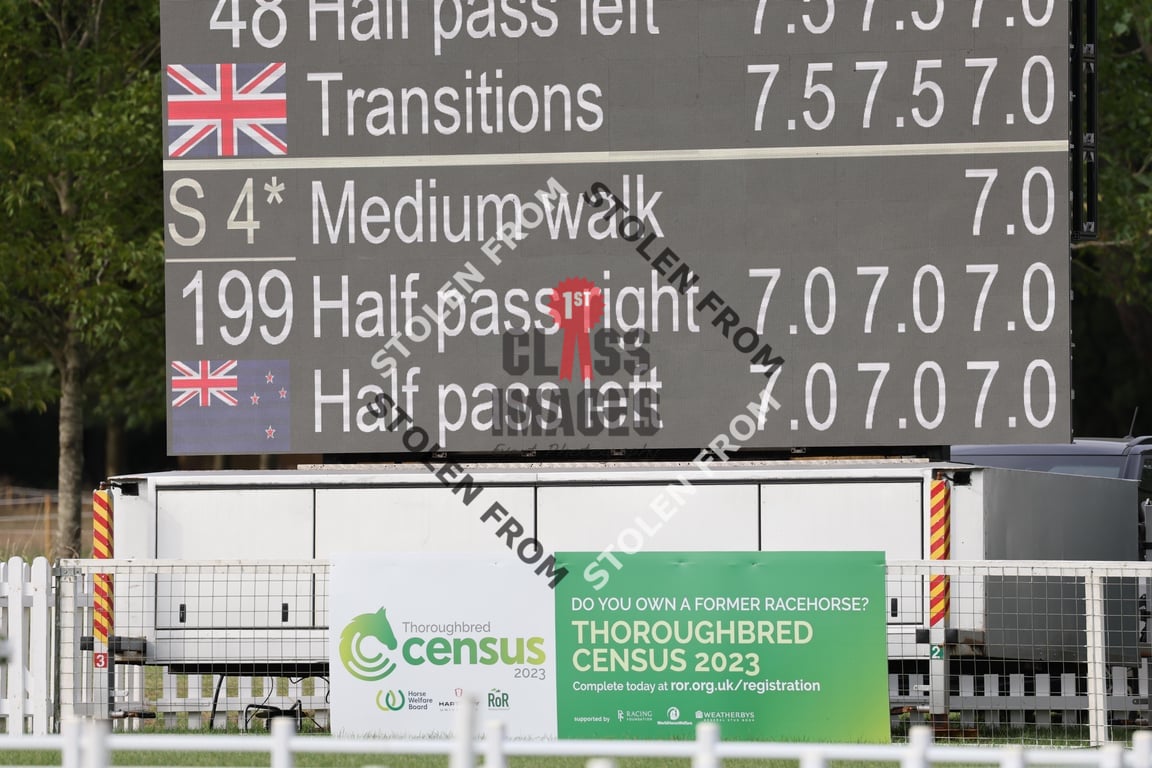 48 Half pass left 7.5 7.5 7.0
Transitions 7.5 7.5 7.0
S 4* Medium walk 7.0
199 Half pass right 7.0 7.0 7.0
Half pass left 7.0 7.0 7.0
STOLEN FROM
STOLEN FROM
STOLEN FROM
STOLEN FROM
1ST
CLASS
IMAGES
3
2
Thoroughbred
census
2023
Horse
Welfare
Board
RoR
DO YOU OWN A FORMER RACEHORSE?
THOROUGHBRED
CENSUS 2023
Complete today at ror.org.uk/registration
supported by
RACING
FOUNDATION
WEATHERBYS